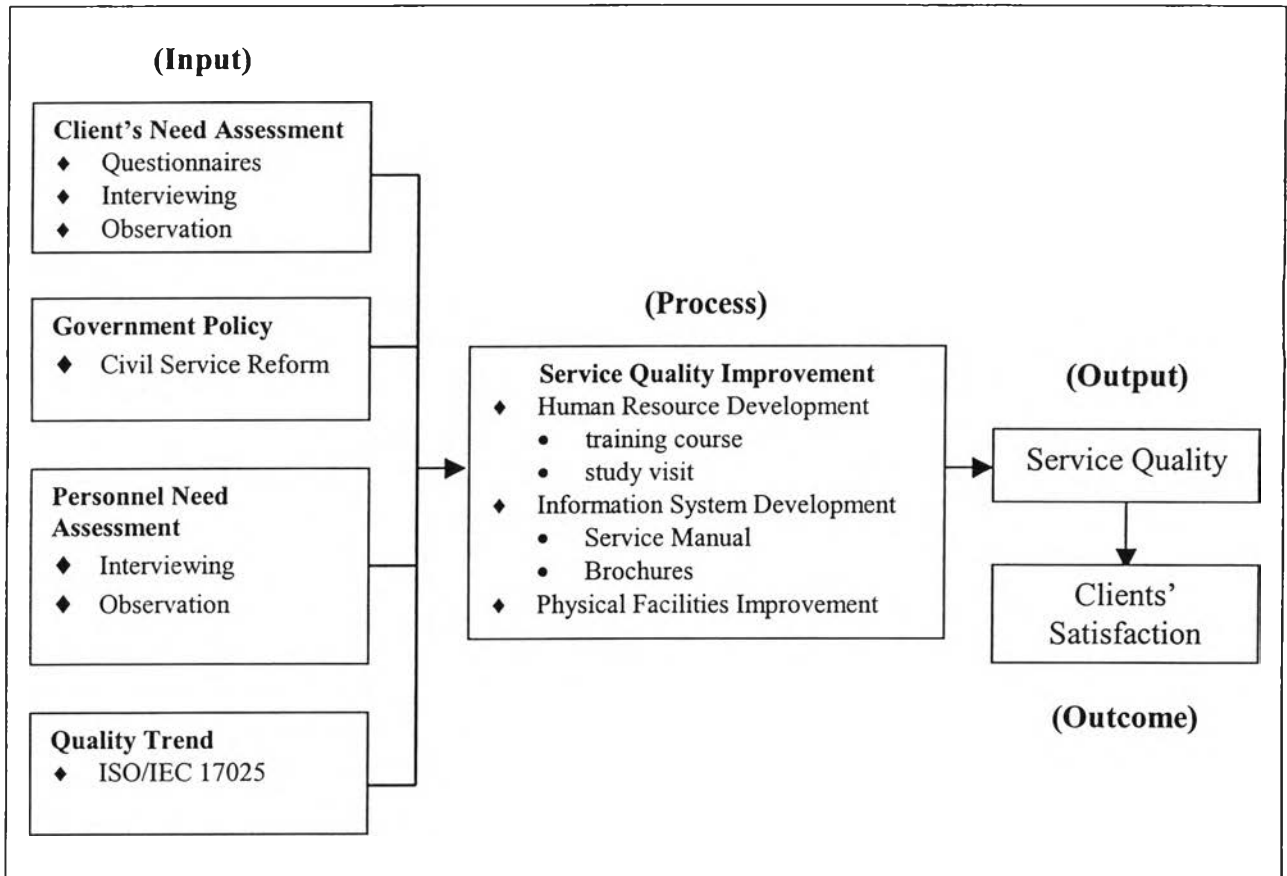 (Input)
Client's Need Assessment
♦ Questionnaires
♦ Interviewing
♦ Observation
Government Policy
♦ Civil Service Reform
Personnel Need
Assessment
♦ Interviewing
♦ Observation
Quality Trend
♦ ISO/IEC 17025
(Process)
Service Quality Improvement
♦ Human Resource Development
• training course
• study visit
♦ Information System Development
• Service Manual
• Brochures
♦ Physical Facilities Improvement
(Output)
Service Quality
Clients'
Satisfaction
(Outcome)